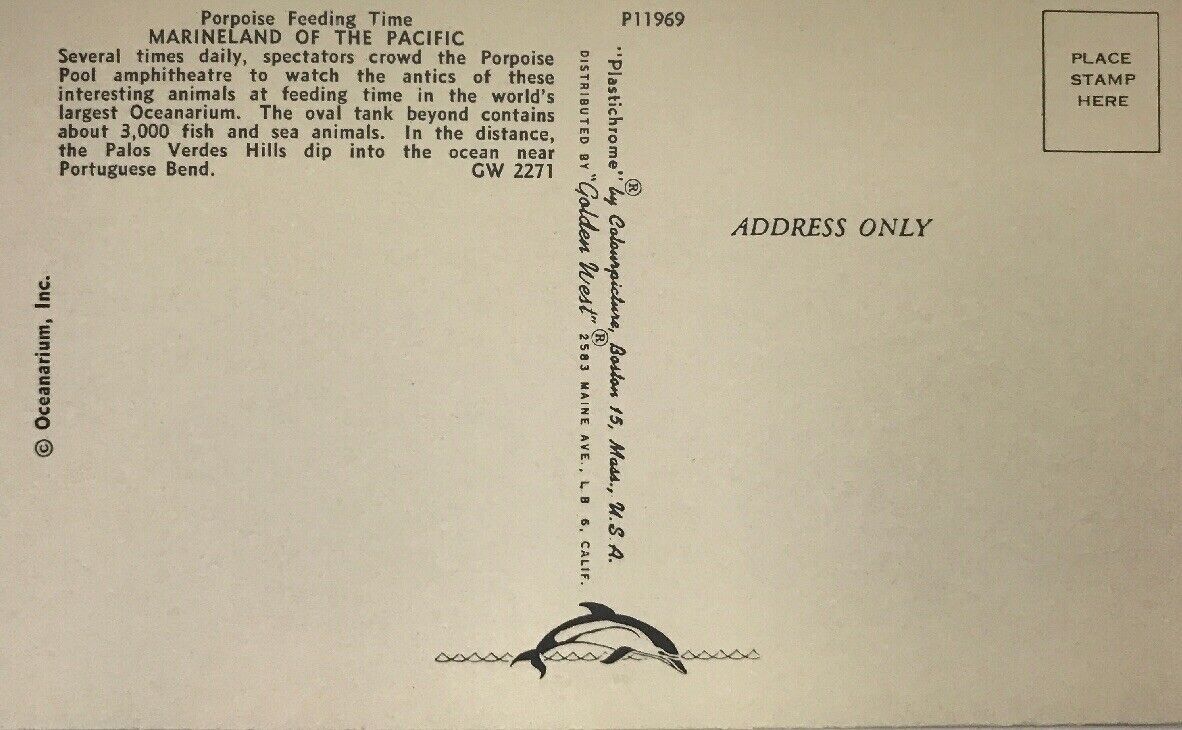 Porpoise Feeding Time
MARINELAND OF THE PACIFIC
Several times daily, spectators crowd the Porpoise
Pool amphitheatre to watch the antics of these
interesting animals at feeding time in the world's
largest Oceanarium. The oval tank beyond contains
about 3,000 fish and sea animals. In the distance,
the Palos Verdes Hills dip into the ocean near
Portuguese Bend. GW 2271
© Oceanarium, Inc.
P11969
"Plastichrome"® by Colourpicture, Boston 15, Mass., U.S.A.
DISTRIBUTED BY "Golden West"® 2583 MAINE AVE., L B 6, CALIF.
PLACE
STAMP
HERE
ADDRESS ONLY